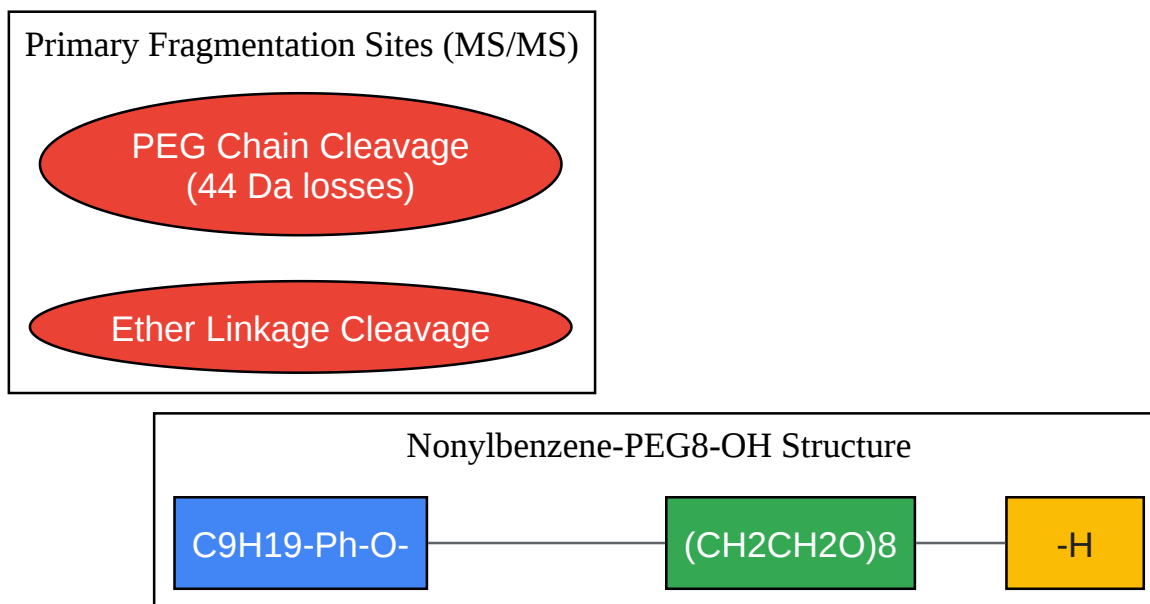 Primary Fragmentation Sites (MS/MS)
PEG Chain Cleavage
(44 Da losses)
Ether Linkage Cleavage
Nonylbenzene-PEG8-OH Structure
C9H19-Ph-O-
(CH2CH2O)8
-H